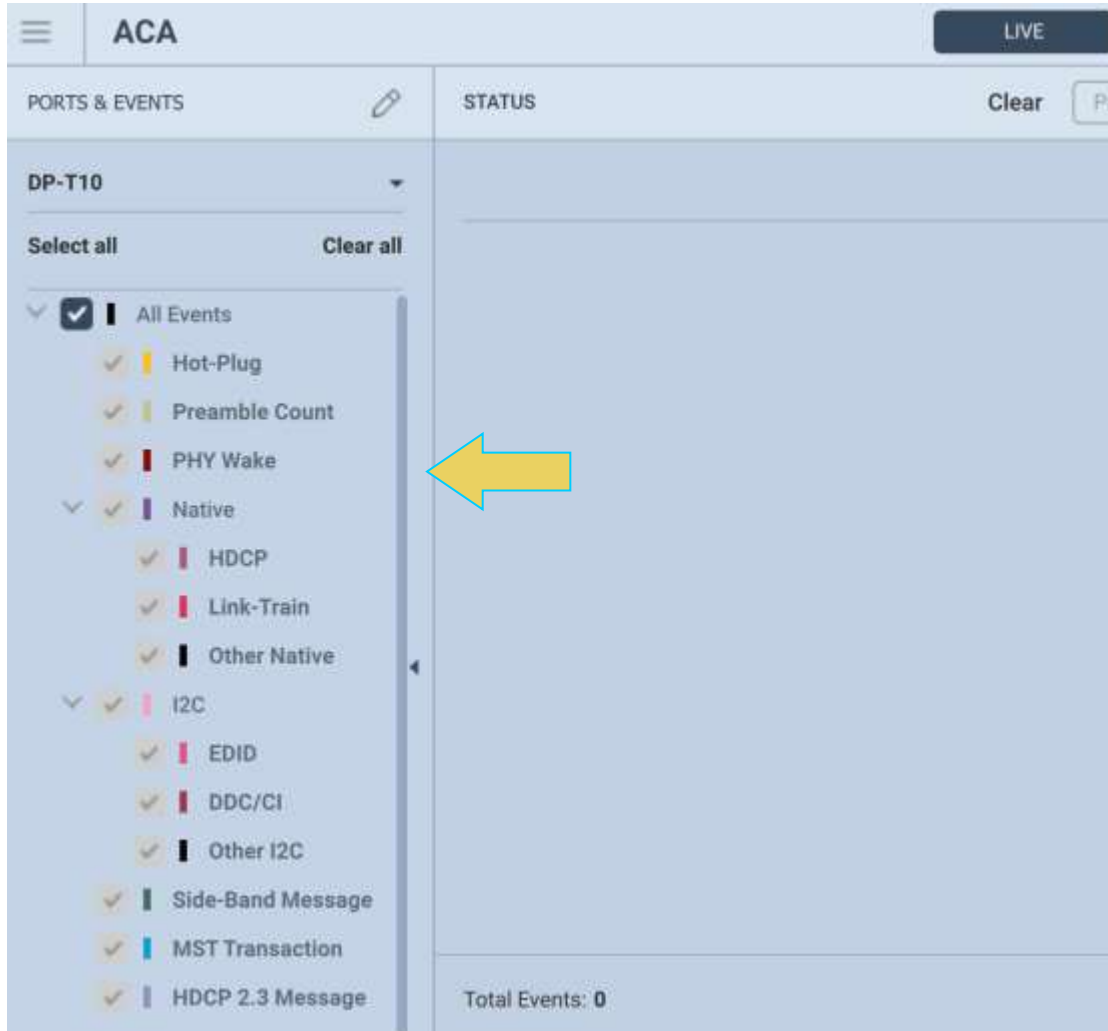 ACA
LIVE
PORTS & EVENTS
STATUS
Clear
P
DP-T10
Select all
Clear all
All Events
Hot-Plug
Preamble Count
PHY Wake
Native
HDCP
Link-Train
Other Native
I2C
EDID
DDC/CI
Other I2C
Side-Band Message
MST Transaction
HDCP 2.3 Message
Total Events: 0